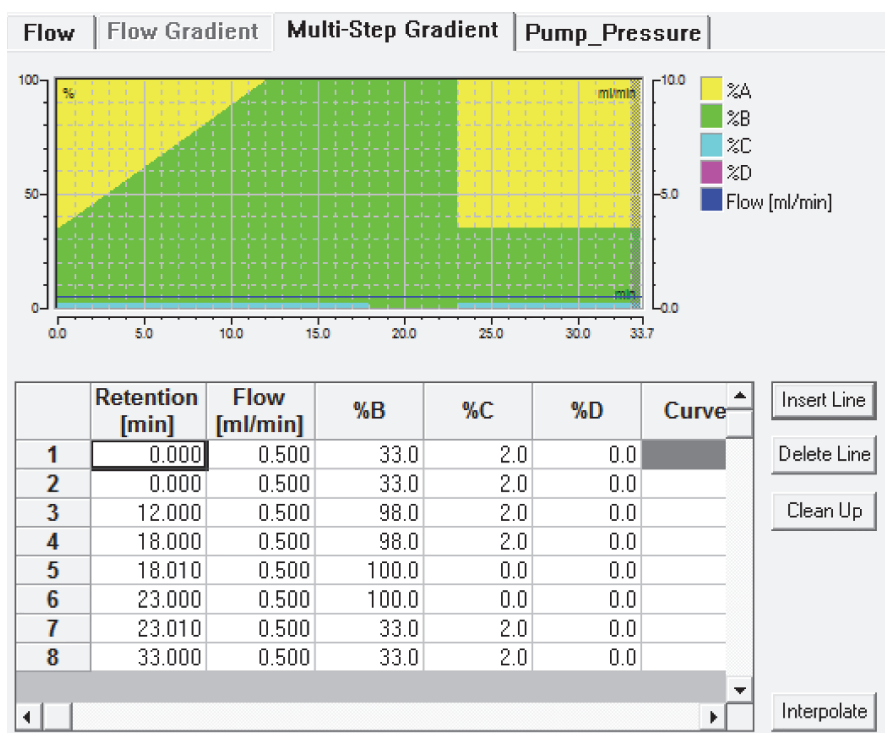 Flow Flow Gradient Multi-Step Gradient Pump_Pressure
100 % ml/min 10.0
50 5.0
0 min 0.0
0.0 5.0 10.0 15.0 20.0 25.0 30.0 33.7
%A
%B
%C
%D
Flow [ml/min]
Retention [min] Flow [ml/min] %B %C %D Curve
1 0.000 0.500 33.0 2.0 0.0
2 0.000 0.500 33.0 2.0 0.0
3 12.000 0.500 98.0 2.0 0.0
4 18.000 0.500 98.0 2.0 0.0
5 18.010 0.500 100.0 0.0 0.0
6 23.000 0.500 100.0 0.0 0.0
7 23.010 0.500 33.0 2.0 0.0
8 33.000 0.500 33.0 2.0 0.0
Insert Line
Delete Line
Clean Up
Interpolate